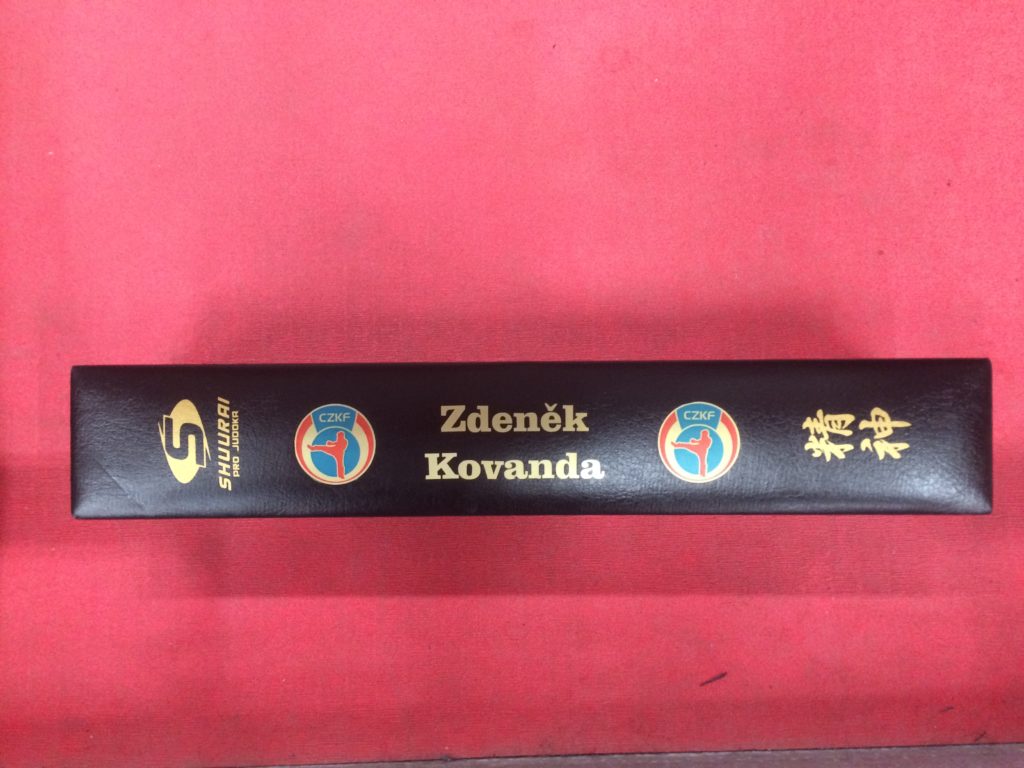 SHUURAI
PRO JUDOKA
CZKF
Zdeněk
Kovanda
CZKF
精神